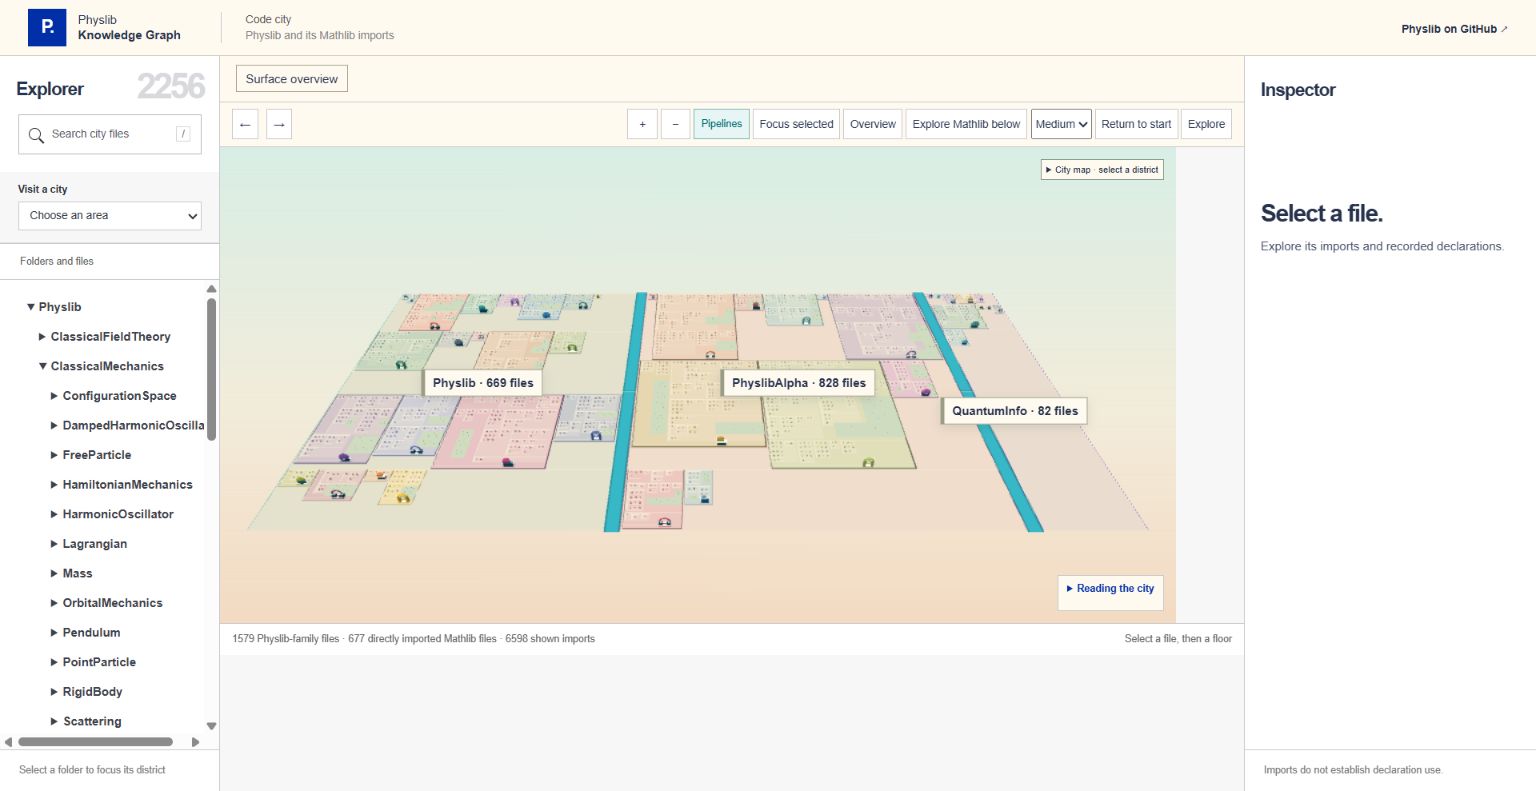 P.
Physlib
Knowledge Graph
Code city
Physlib and its Mathlib imports
Physlib on GitHub ↗
Explorer
2256
Search city files
/
Visit a city
Choose an area
Folders and files
▼ Physlib
▶ ClassicalFieldTheory
▼ ClassicalMechanics
▶ ConfigurationSpace
▶ DampedHarmonicOscilla
▶ FreeParticle
▶ HamiltonianMechanics
▶ HarmonicOscillator
▶ Lagrangian
▶ Mass
▶ OrbitalMechanics
▶ Pendulum
▶ PointParticle
▶ RigidBody
▶ Scattering
Select a folder to focus its district
Surface overview
← →
+ − Pipelines Focus selected Overview Explore Mathlib below Medium Return to start Explore
▶ City map · select a district
Physlib · 669 files
PhyslibAlpha · 828 files
QuantumInfo · 82 files
▶ Reading the city
1579 Physlib-family files · 677 directly imported Mathlib files · 6598 shown imports
Select a file, then a floor
Inspector
Select a file.
Explore its imports and recorded declarations.
Imports do not establish declaration use.